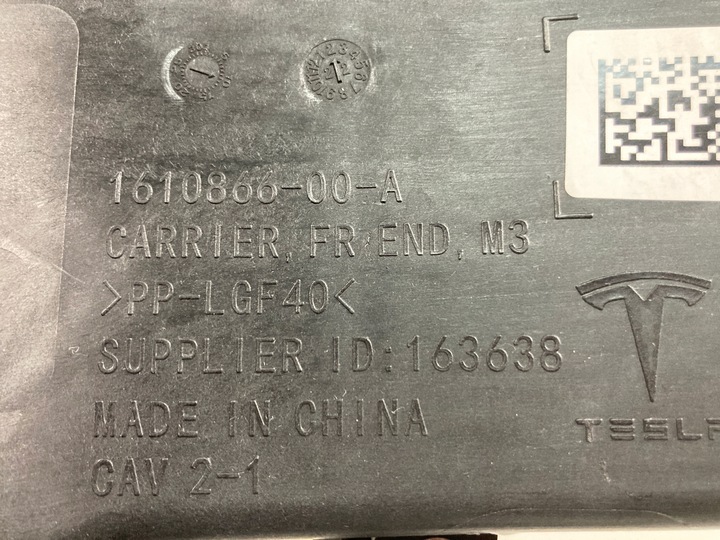 1610866-00-A
CARRIER, FR END, M3
>PP-LGF40<
SUPPLIER ID:163638
MADE IN CHINA
CAV 2-1
TESLA